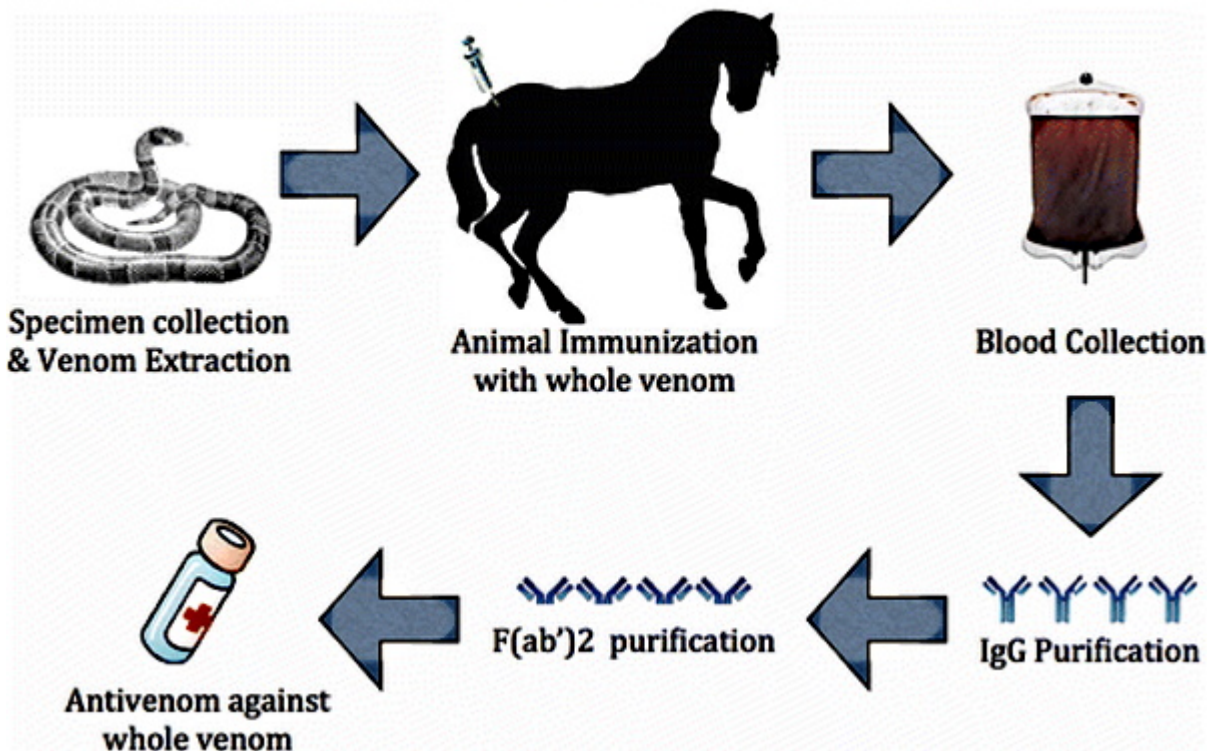 Specimen collection
& Venom Extraction
Animal Immunization
with whole venom
Blood Collection
IgG Purification
F(ab’)2 purification
Antivenom against
whole venom